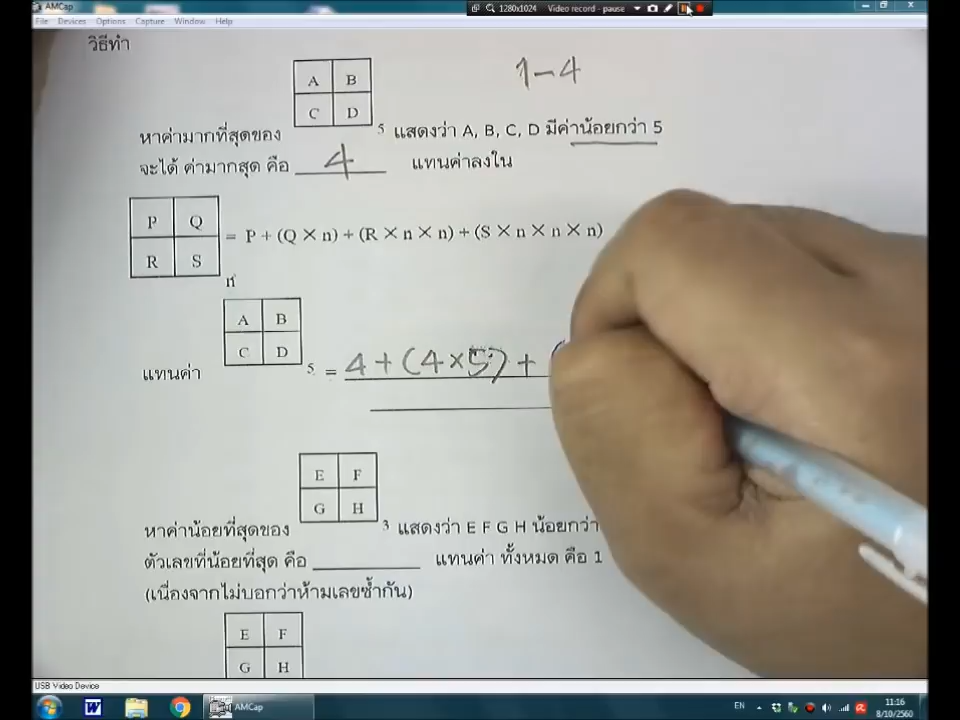 AMCap
1280x1024 Video record - pause
File Devices Options Capture Window Help
วิธีทำ
A B
C D
5
1-4
หาค่ามากที่สุดของ แสดงว่า A, B, C, D มีค่าน้อยกว่า 5
จะได้ ค่ามากสุด คือ 4 แทนค่าลงใน
P Q
R S
n
= P + (Q × n) + (R × n × n) + (S × n × n × n)
A B
C D
5
แทนค่า = 4 + (4×5) + (
E F
G H
3
หาค่าน้อยที่สุดของ แสดงว่า E F G H น้อยกว่า
ตัวเลขที่น้อยที่สุด คือ แทนค่า ทั้งหมด คือ 1
(เนื่องจากไม่บอกว่าห้ามเลขซ้ำกัน)
E F
G H
USB Video Device
AMCap
EN
11:16
8/10/2560